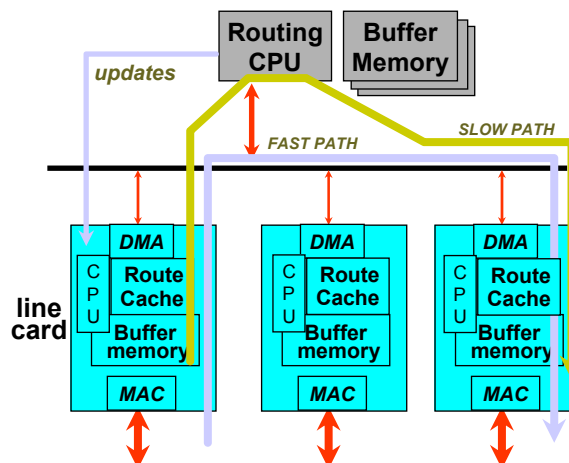 Routing
CPU
Buffer
Memory
updates
FAST PATH
SLOW PATH
line
card
DMA
C
P
U
Route
Cache
Buffer
memory
MAC
DMA
C
P
U
Route
Cache
Buffer
memory
MAC
DMA
C
P
U
Route
Cache
Buffer
memory
MAC